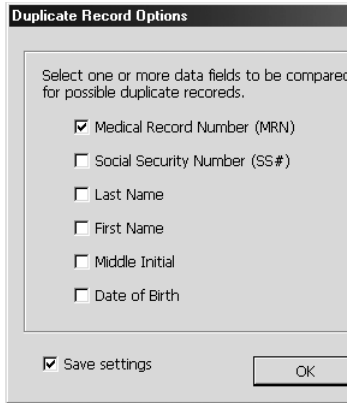 Duplicate Record Options
Select one or more data fields to be compared
for possible duplicate recoreds.
Medical Record Number (MRN)
Social Security Number (SS#)
Last Name
First Name
Middle Initial
Date of Birth
Save settings
OK